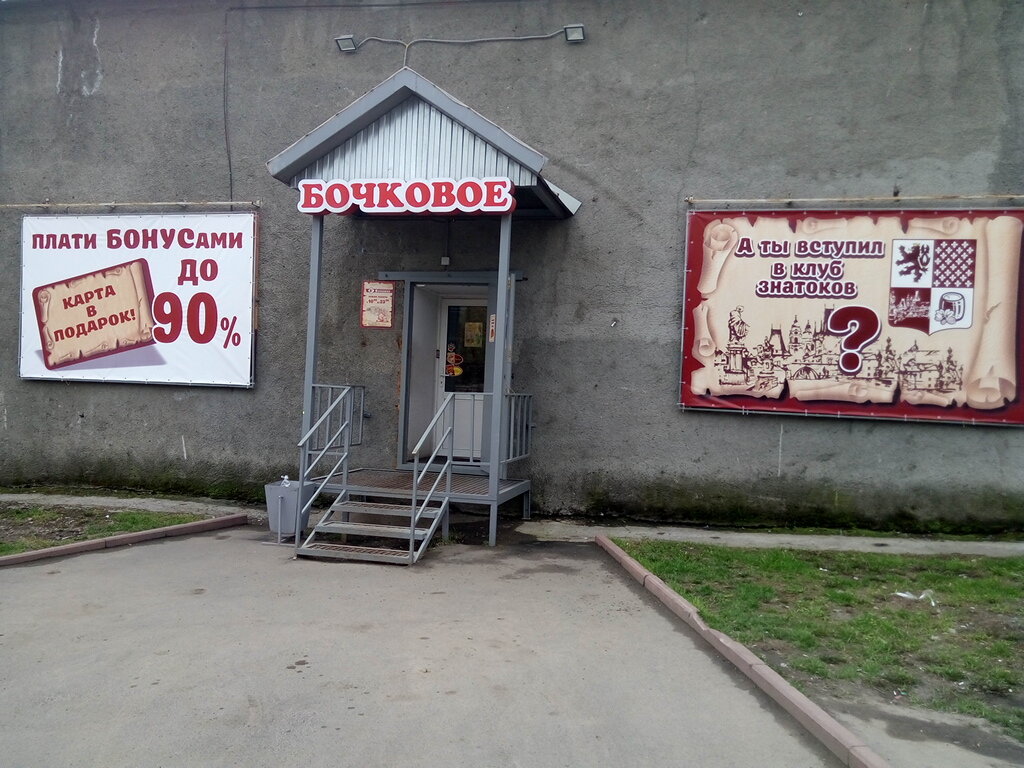 БОЧКОВОЕ
ПЛАТИ БОНУСАМИ
ДО
90%
КАРТА
В
ПОДАРОК!
А ТЫ ВСТУПИЛ
В КЛУБ
ЗНАТОКОВ
?